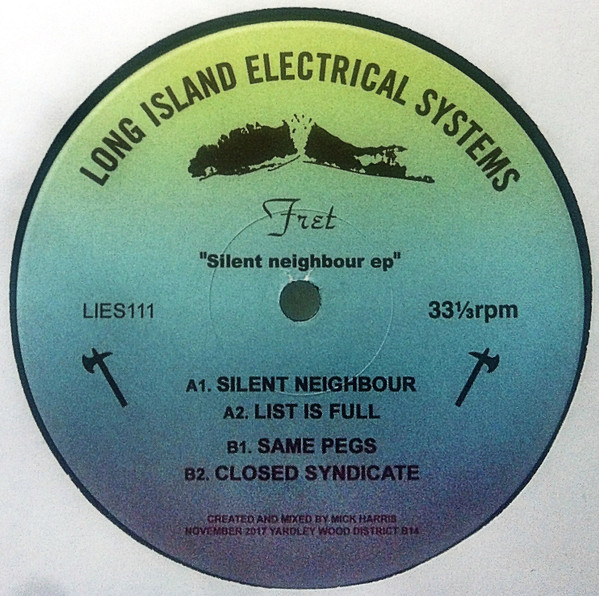 LONG ISLAND ELECTRICAL SYSTEMS
Fret
"Silent neighbour ep"
LIES111
33⅓rpm
A1. SILENT NEIGHBOUR
A2. LIST IS FULL
B1. SAME PEGS
B2. CLOSED SYNDICATE
CREATED AND MIXED BY MICK HARRIS
NOVEMBER 2017 YARDLEY WOOD DISTRICT B14